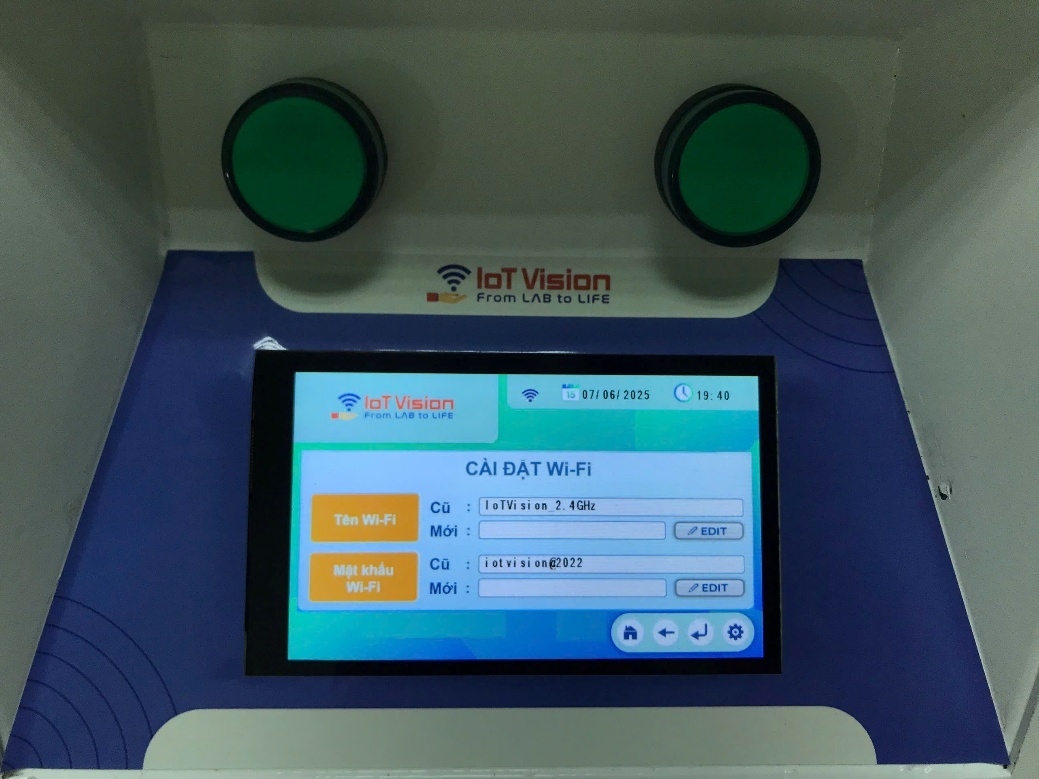 IoT Vision
From LAB to LIFE
IoT Vision
From LAB to LIFE
15 07/06/2025 19:40
CÀI ĐẶT Wi-Fi
Tên Wi-Fi
Cũ : IoTVision_2.4GHz
Mới : EDIT
Mật khẩu
Wi-Fi
Cũ : iotvision@2022
Mới : EDIT